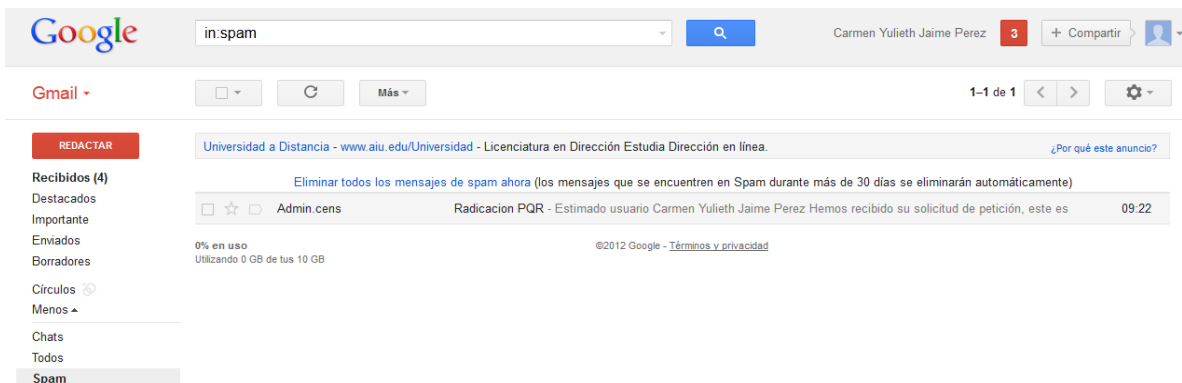 Google
in:spam
Carmen Yulieth Jaime Perez 3 + Compartir
Gmail
Más
1–1 de 1
REDACTAR
Universidad a Distancia - www.aiu.edu/Universidad - Licenciatura en Dirección Estudia Dirección en línea. ¿Por qué este anuncio?
Recibidos (4)
Eliminar todos los mensajes de spam ahora (los mensajes que se encuentren en Spam durante más de 30 días se eliminarán automáticamente)
Destacados
Admin.cens Radicacion PQR - Estimado usuario Carmen Yulieth Jaime Perez Hemos recibido su solicitud de petición, este es 09:22
Importante
Enviados
0% en uso
©2012 Google - Términos y privacidad
Utilizando 0 GB de tus 10 GB
Borradores
Círculos
Menos
Chats
Todos
Spam